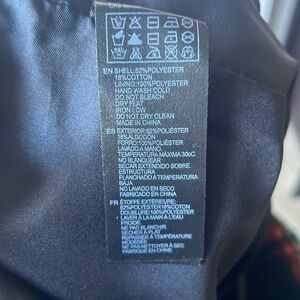 EN SHELL:82%POLYESTER
18%COTTON
LINING:100%POLYESTER
HAND WASH COLD
DO NOT BLEACH
DRY FLAT
IRON LOW
DO NOT DRY CLEAN
MADE IN CHINA
ES EXTERIOR:82%POLIÉSTER
18%ALGODÓN
FORRO:100%POLIÉSTER
LAVADO A MANO,
TEMPERATURA MÁXIMA 30oC
NO BLANQUEAR
SECAR EXTENDIDO SOBRE
ESTRUCTURA
PLANCHADO A TEMPERATURA
BAJA
NO LAVADO EN SECO
FABRICADO EN CHINA
FR ÉTOFFE EXTÉRIEURE:
82%POLYESTER18%COTON
DOUBLURE:100%POLYESTER
LAVER À LA MAIN À L'EAU
FROIDE
NE PAS BLANCHIR
SÉCHER À PLAT
REPASSER À TEMPÉRATURE
MODÉRÉE
NE PAS NETTOYER À SEC
FABRIQUÉ EN CHINE